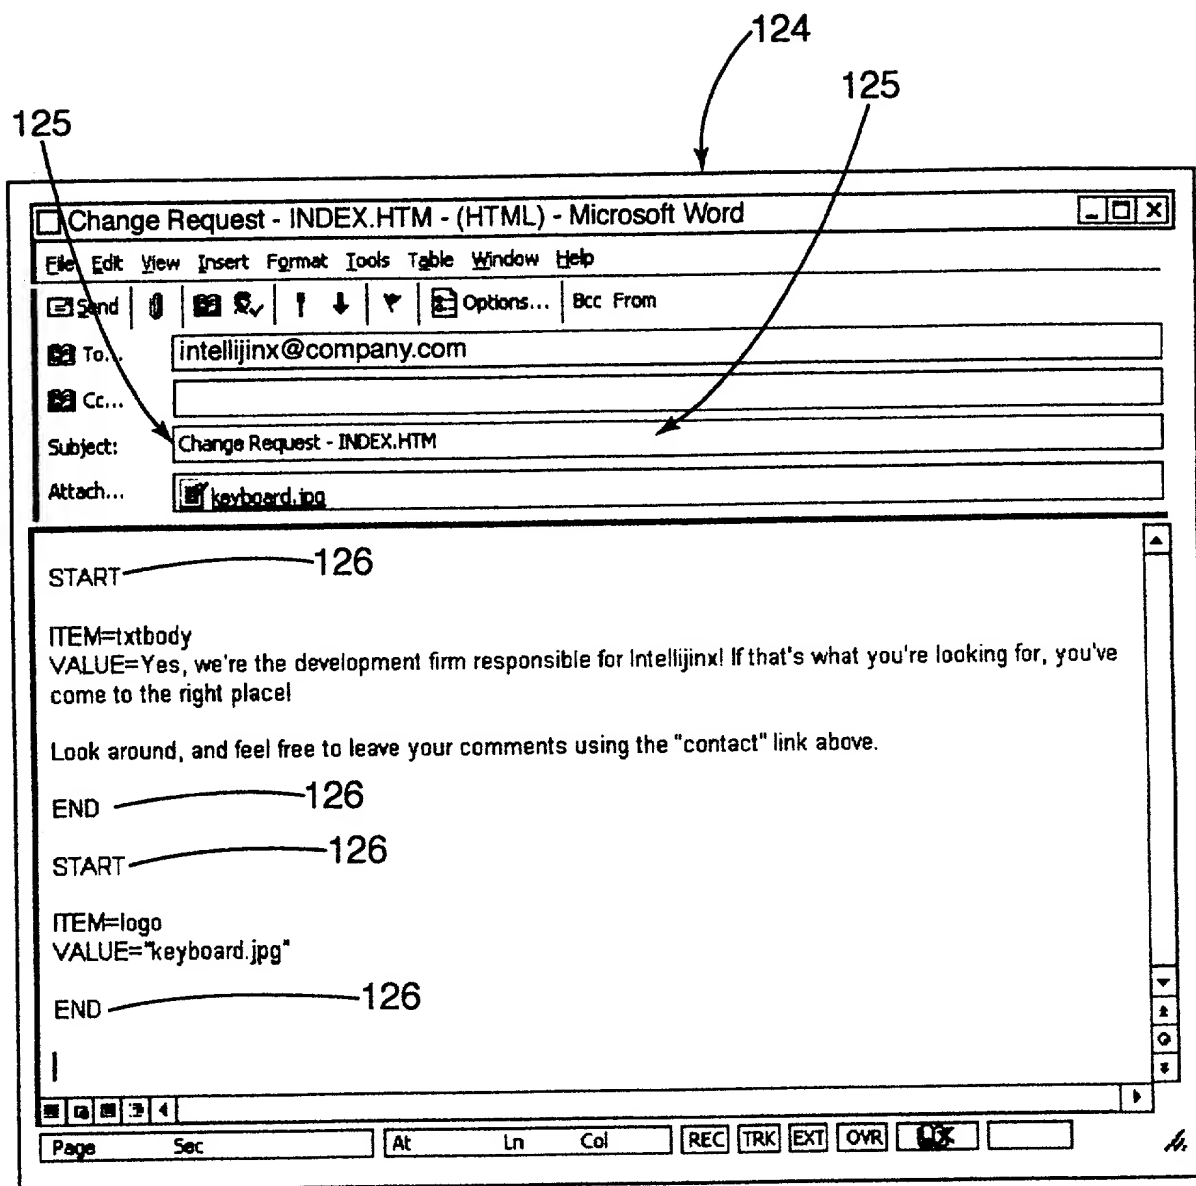 124
125
125
Change Request - INDEX.HTM - (HTML) - Microsoft Word
File Edit View Insert Format Tools Table Window Help
Send Options... Bcc From
To... intellijinx@company.com
Cc...
Subject: Change Request - INDEX.HTM
Attach... keyboard.jpg
START 126
ITEM=txtbody
VALUE=Yes, we're the development firm responsible for Intellijinx! If that's what you're looking for, you've
come to the right place!
Look around, and feel free to leave your comments using the "contact" link above.
END 126
START 126
ITEM=logo
VALUE="keyboard.jpg"
END 126
Page Sec At Ln Col REC TRK EXT OVR